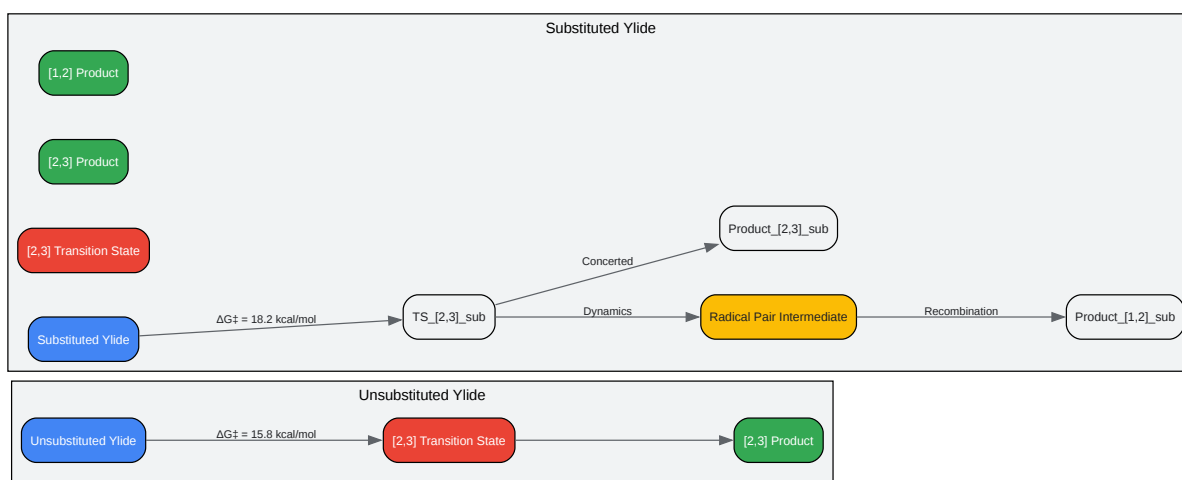 Substituted Ylide
[1,2] Product
[2,3] Product
[2,3] Transition State
Product_[2,3]_sub
Concerted
Substituted Ylide
ΔG‡ = 18.2 kcal/mol
TS_[2,3]_sub
Dynamics
Radical Pair Intermediate
Recombination
Product_[1,2]_sub
Unsubstituted Ylide
Unsubstituted Ylide
ΔG‡ = 15.8 kcal/mol
[2,3] Transition State
[2,3] Product